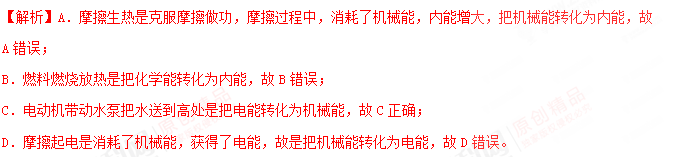 【解析】A．摩擦生热是克服摩擦做功，摩擦过程中，消耗了机械能，内能增大，把机械能转化为内能，故
A 错误；
B．燃料燃烧放热是把化学能转化为内能，故 B 错误；
C．电动机带动水泵把水送到高处是把电能转化为机械能，故 C 正确；
D．摩擦起电是消耗了机械能，获得了电能，故是把机械能转化为电能，故 D 错误。
原创精品